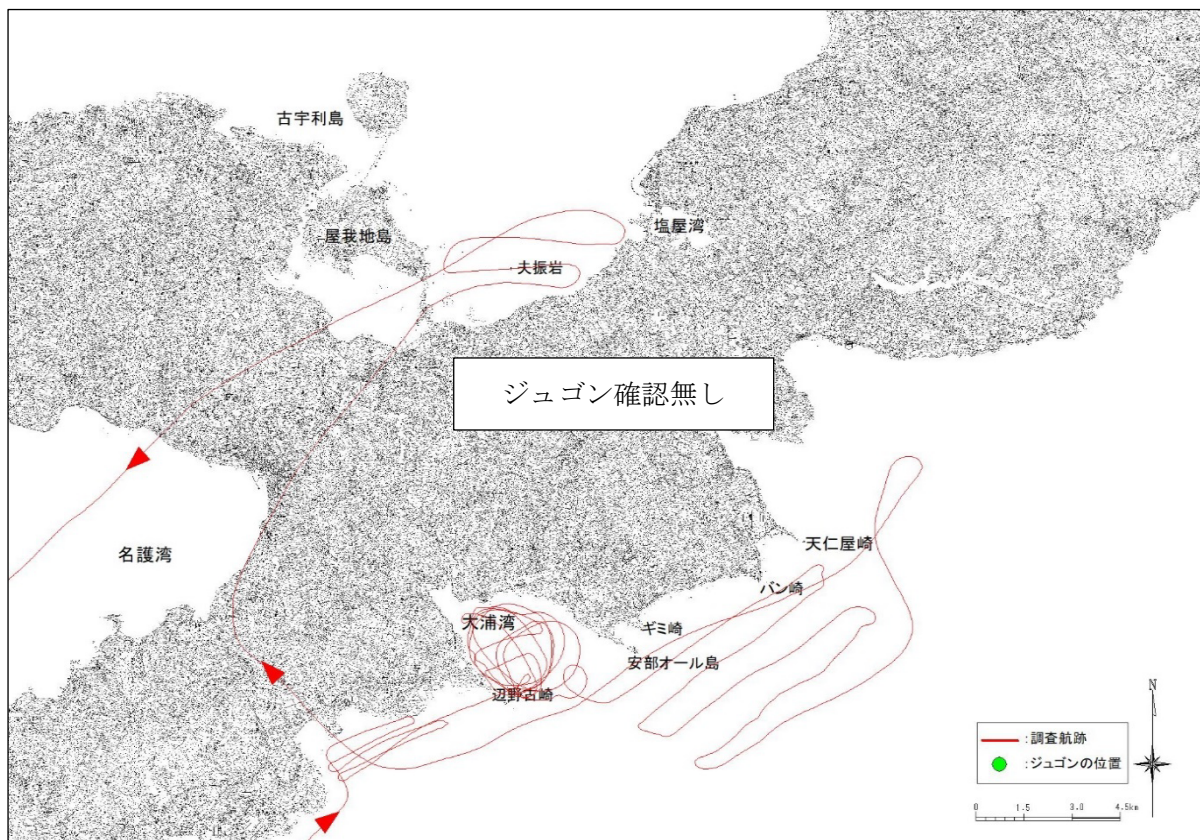 古宇利島
屋我地島
塩屋湾
夫振岩
ジュゴン確認無し
名護湾
天仁屋崎
バン崎
大浦湾
ギミ崎
安部オール島
辺野古崎
N
:調査航跡
:ジュゴンの位置
0 1.5 3.0 4.5km